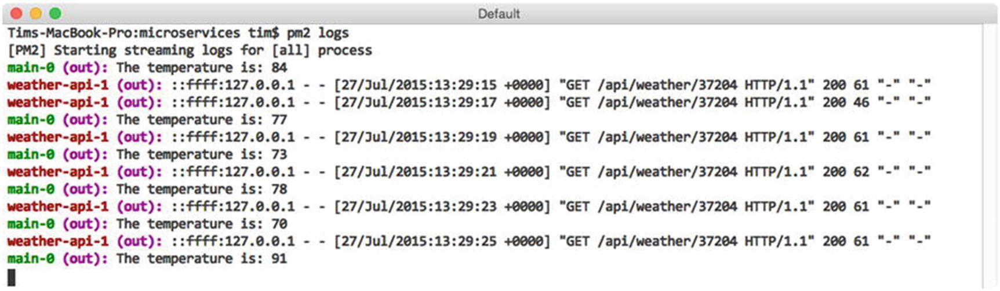 Default
Tims-MacBook-Pro:microservices tim$ pm2 logs
[PM2] Starting streaming logs for [all] process
main-0 (out): The temperature is: 84
weather-api-1 (out): ::ffff:127.0.0.1 - - [27/Jul/2015:13:29:15 +0000] "GET /api/weather/37204 HTTP/1.1" 200 61 "-" "-"
weather-api-1 (out): ::ffff:127.0.0.1 - - [27/Jul/2015:13:29:17 +0000] "GET /api/weather/37204 HTTP/1.1" 200 46 "-" "-"
main-0 (out): The temperature is: 77
weather-api-1 (out): ::ffff:127.0.0.1 - - [27/Jul/2015:13:29:19 +0000] "GET /api/weather/37204 HTTP/1.1" 200 61 "-" "-"
main-0 (out): The temperature is: 73
weather-api-1 (out): ::ffff:127.0.0.1 - - [27/Jul/2015:13:29:21 +0000] "GET /api/weather/37204 HTTP/1.1" 200 62 "-" "-"
main-0 (out): The temperature is: 78
weather-api-1 (out): ::ffff:127.0.0.1 - - [27/Jul/2015:13:29:23 +0000] "GET /api/weather/37204 HTTP/1.1" 200 61 "-" "-"
main-0 (out): The temperature is: 70
weather-api-1 (out): ::ffff:127.0.0.1 - - [27/Jul/2015:13:29:25 +0000] "GET /api/weather/37204 HTTP/1.1" 200 61 "-" "-"
main-0 (out): The temperature is: 91